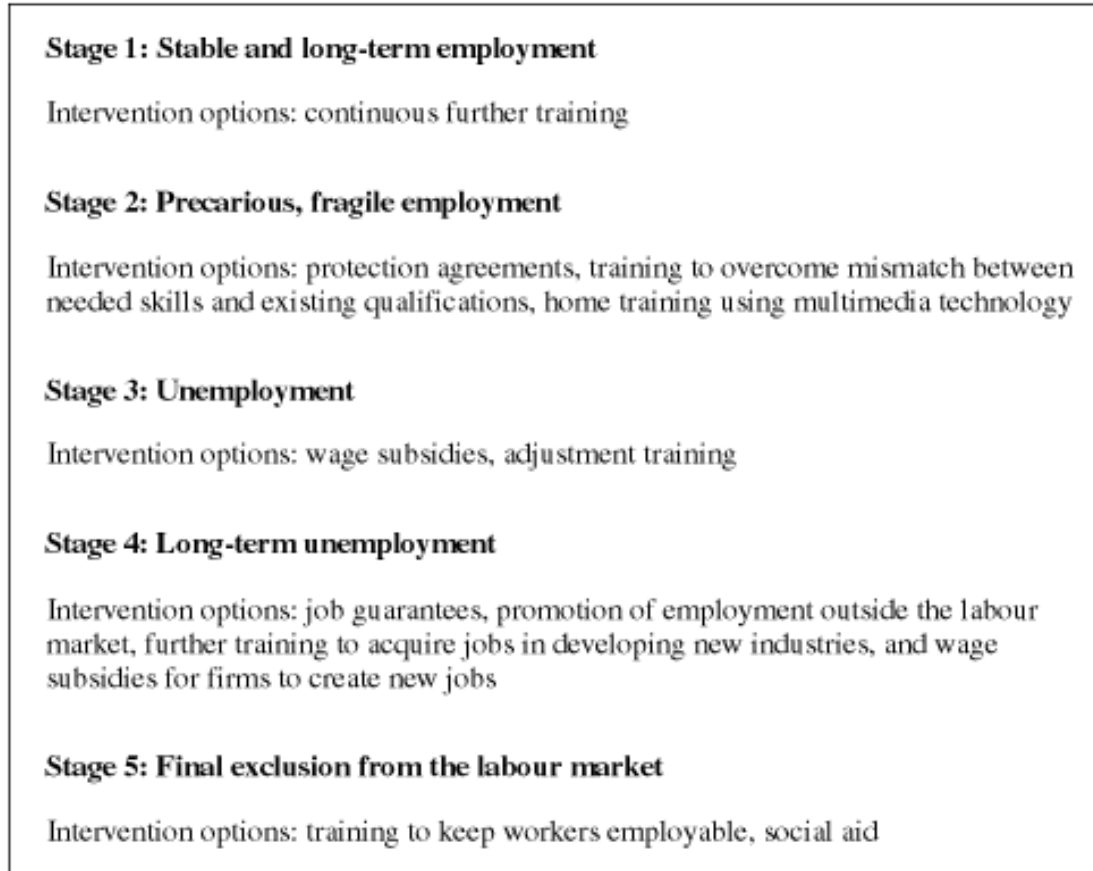 Stage 1: Stable and long-term employment
Intervention options: continuous further training
Stage 2: Precarious, fragile employment
Intervention options: protection agreements, training to overcome mismatch between
needed skills and existing qualifications, home training using multimedia technology
Stage 3: Unemployment
Intervention options: wage subsidies, adjustment training
Stage 4: Long-term unemployment
Intervention options: job guarantees, promotion of employment outside the labour
market, further training to acquire jobs in developing new industries, and wage
subsidies for firms to create new jobs
Stage 5: Final exclusion from the labour market
Intervention options: training to keep workers employable, social aid